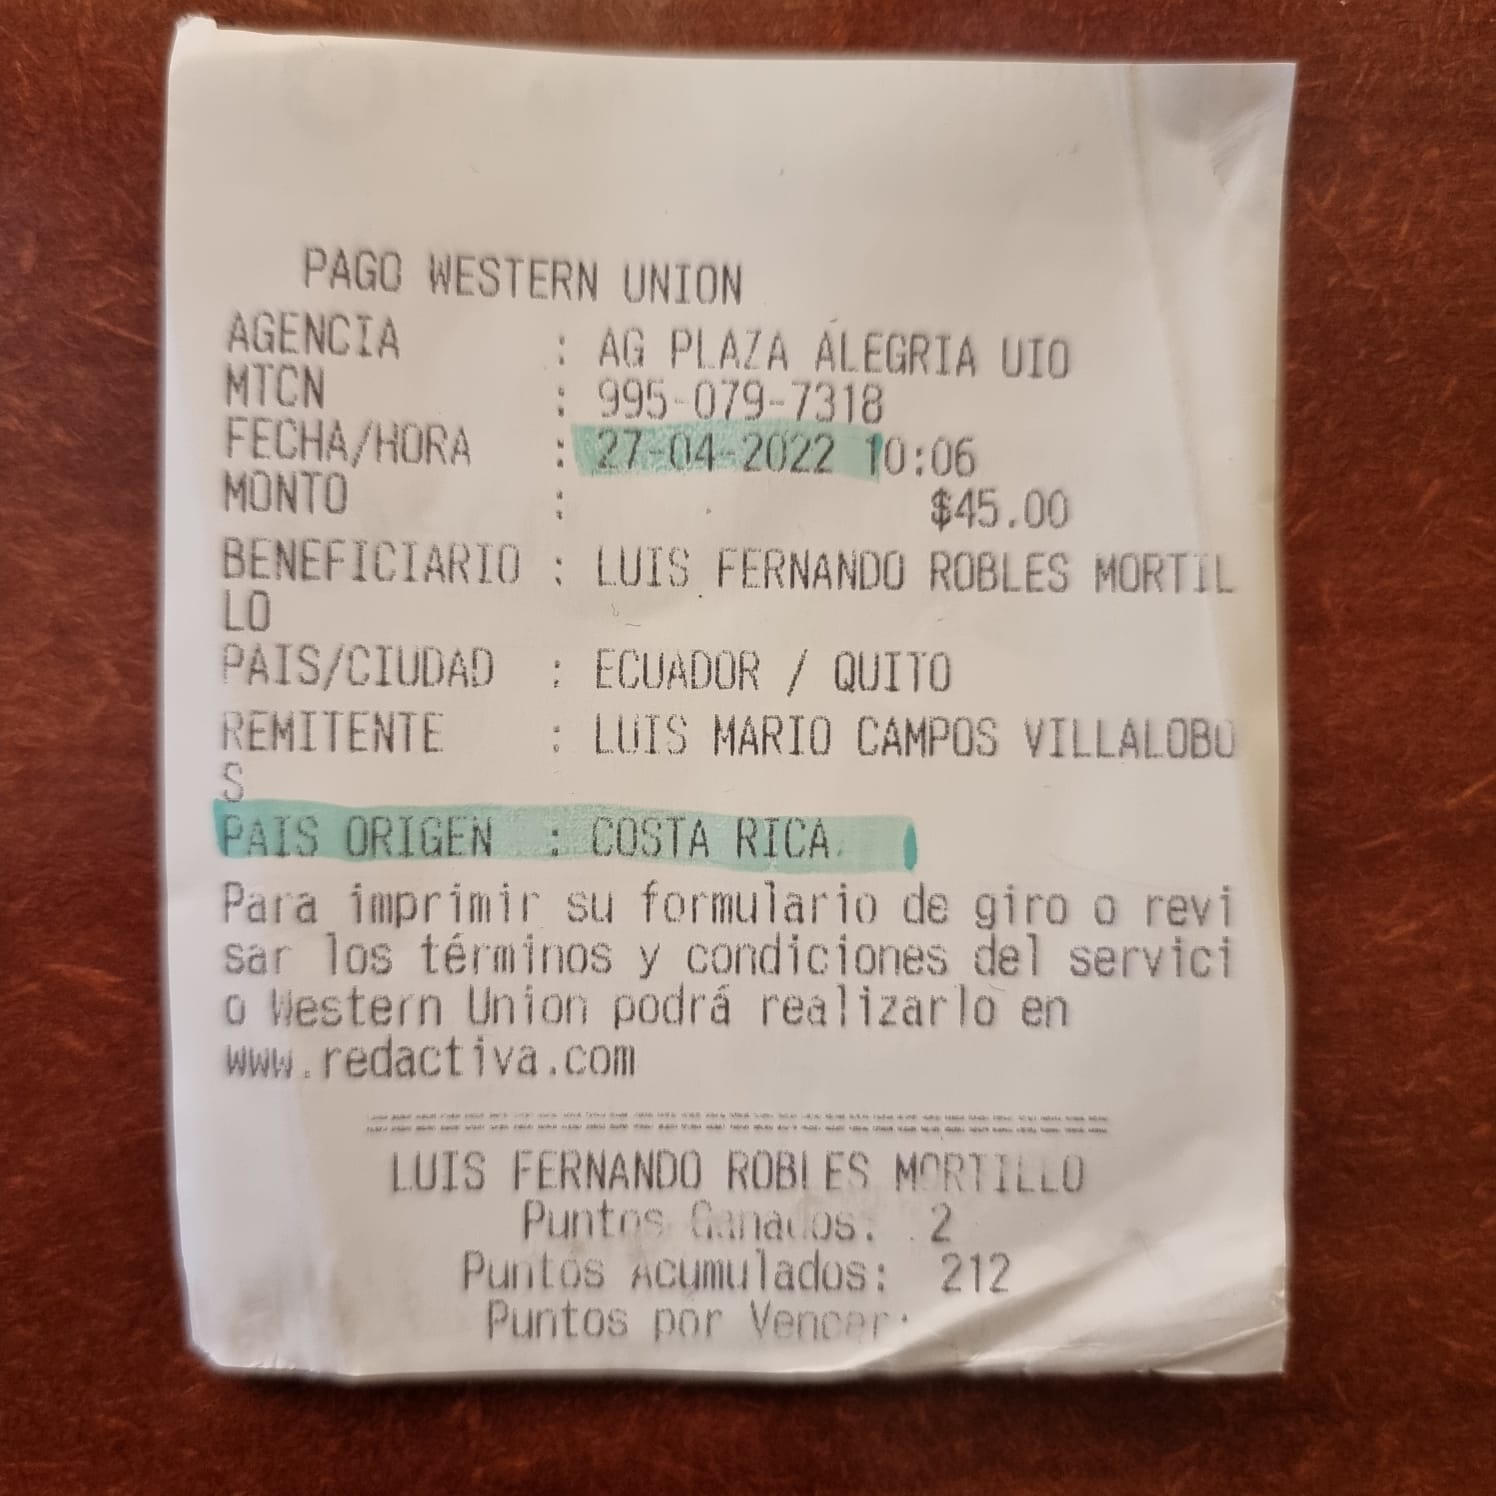 PAGO WESTERN UNION
AGENCIA : AG PLAZA ALEGRIA UIO
MTCN : 995-079-7318
FECHA/HORA : 27-04-2022 10:06
MONTO : $45.00
BENEFICIARIO : LUIS FERNANDO ROBLES MORTIL
LO
PAIS/CIUDAD : ECUADOR / QUITO
REMITENTE : LUIS MARIO CAMPOS VILLALOBO
S
PAIS ORIGEN : COSTA RICA
Para imprimir su formulario de giro o revi
sar los términos y condiciones del servici
o Western Union podrá realizarlo en
www.redactiva.com
LUIS FERNANDO ROBLES MORTILLO
Puntos Ganados: 2
Puntos Acumulados: 212
Puntos por Vencer: